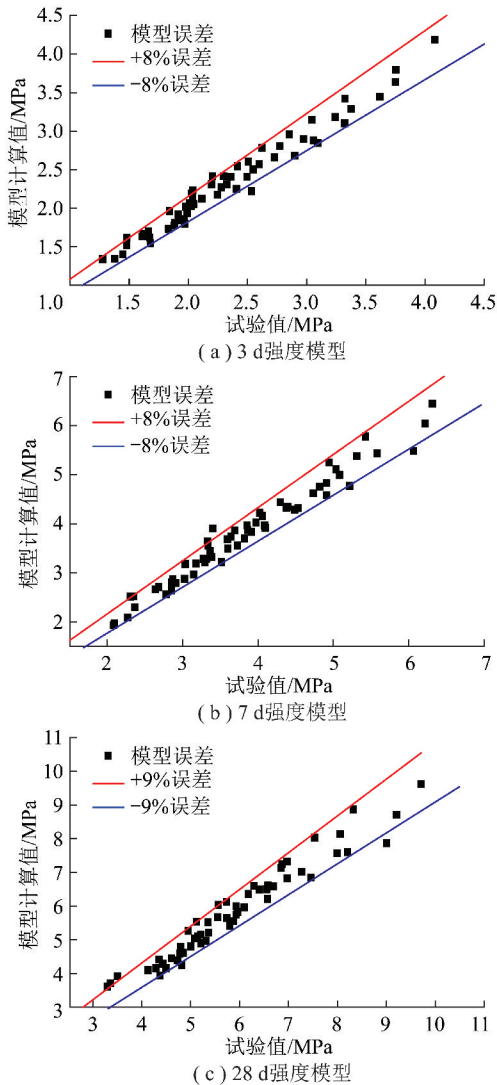 4.5
4.0
3.5
3.0
2.5
2.0
1.5
模型计算值/MPa
模型误差
+8%误差
−8%误差
1.0 1.5 2.0 2.5 3.0 3.5 4.0 4.5
试验值/MPa
( a ) 3 d强度模型
7
6
5
4
3
2
模型计算值/MPa
模型误差
+8%误差
−8%误差
2 3 4 5 6 7
试验值/MPa
( b ) 7 d强度模型
11
10
9
8
7
6
5
4
3
模型计算值/MPa
模型误差
+9%误差
−9%误差
3 4 5 6 7 8 9 10 11
试验值/MPa
( c ) 28 d强度模型